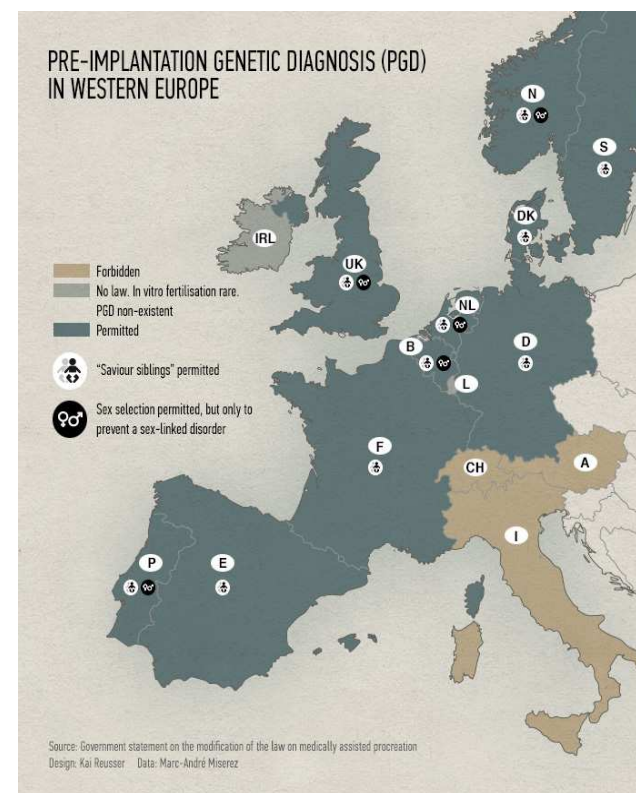 PRE-IMPLANTATION GENETIC DIAGNOSIS (PGD)
IN WESTERN EUROPE
N
S
DK
IRL
UK
Forbidden
No law. In vitro fertilisation rare.
PGD non-existent
Permitted
NL
B
D
"Saviour siblings" permitted
L
Sex selection permitted, but only to
prevent a sex-linked disorder
F
CH
A
I
P
E
Source: Government statement on the modification of the law on medically assisted procreation
Design: Kai Reusser Data: Marc-André Miserez